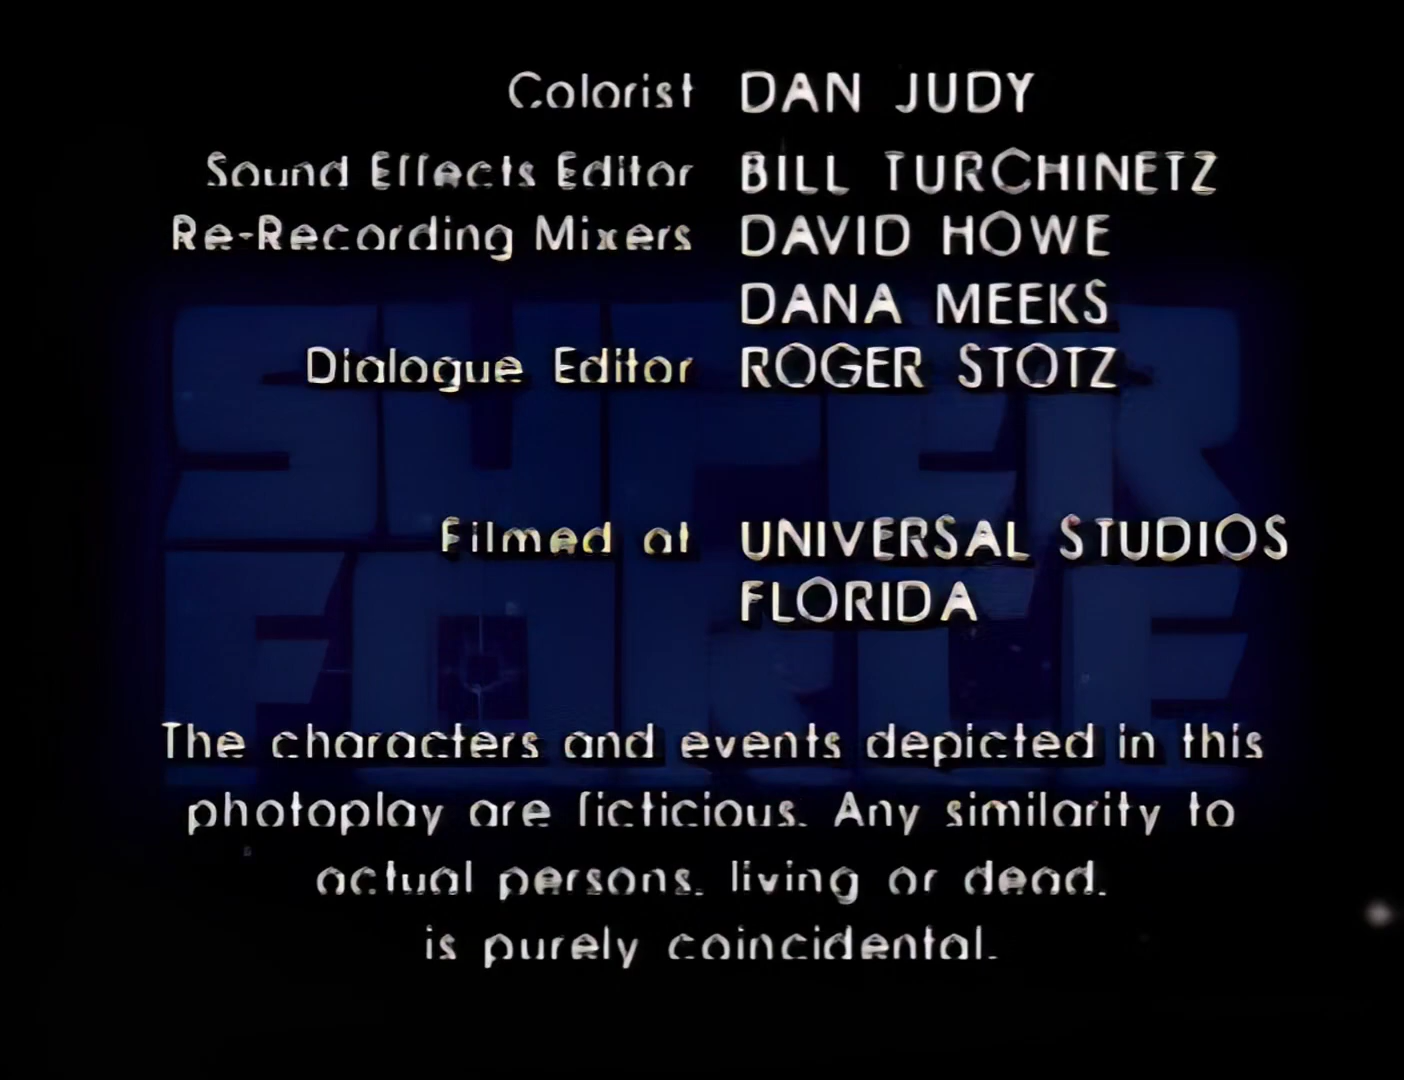 Colorist DAN JUDY
Sound Effects Editor BILL TURCHINETZ
Re-Recording Mixers DAVID HOWE
DANA MEEKS
Dialogue Editor ROGER STOTZ
SUPER
Filmed at UNIVERSAL STUDIOS
FLORIDA
FORCE
The characters and events depicted in this
photoplay are ficticious. Any similarity to
actual persons, living or dead,
is purely coincidental.